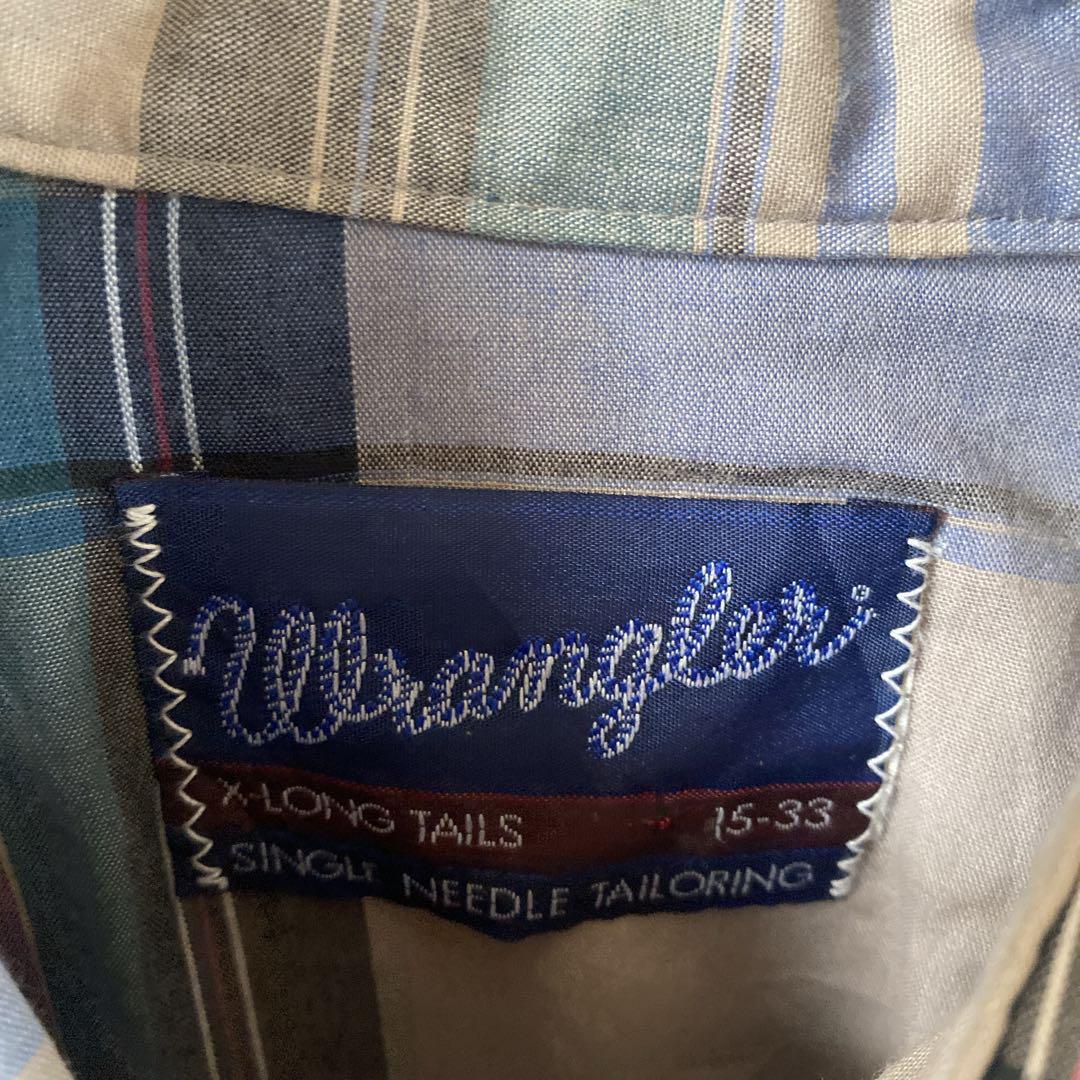 Wrangler®
X-LONG TAILS 15-33
SINGLE NEEDLE TAILORING